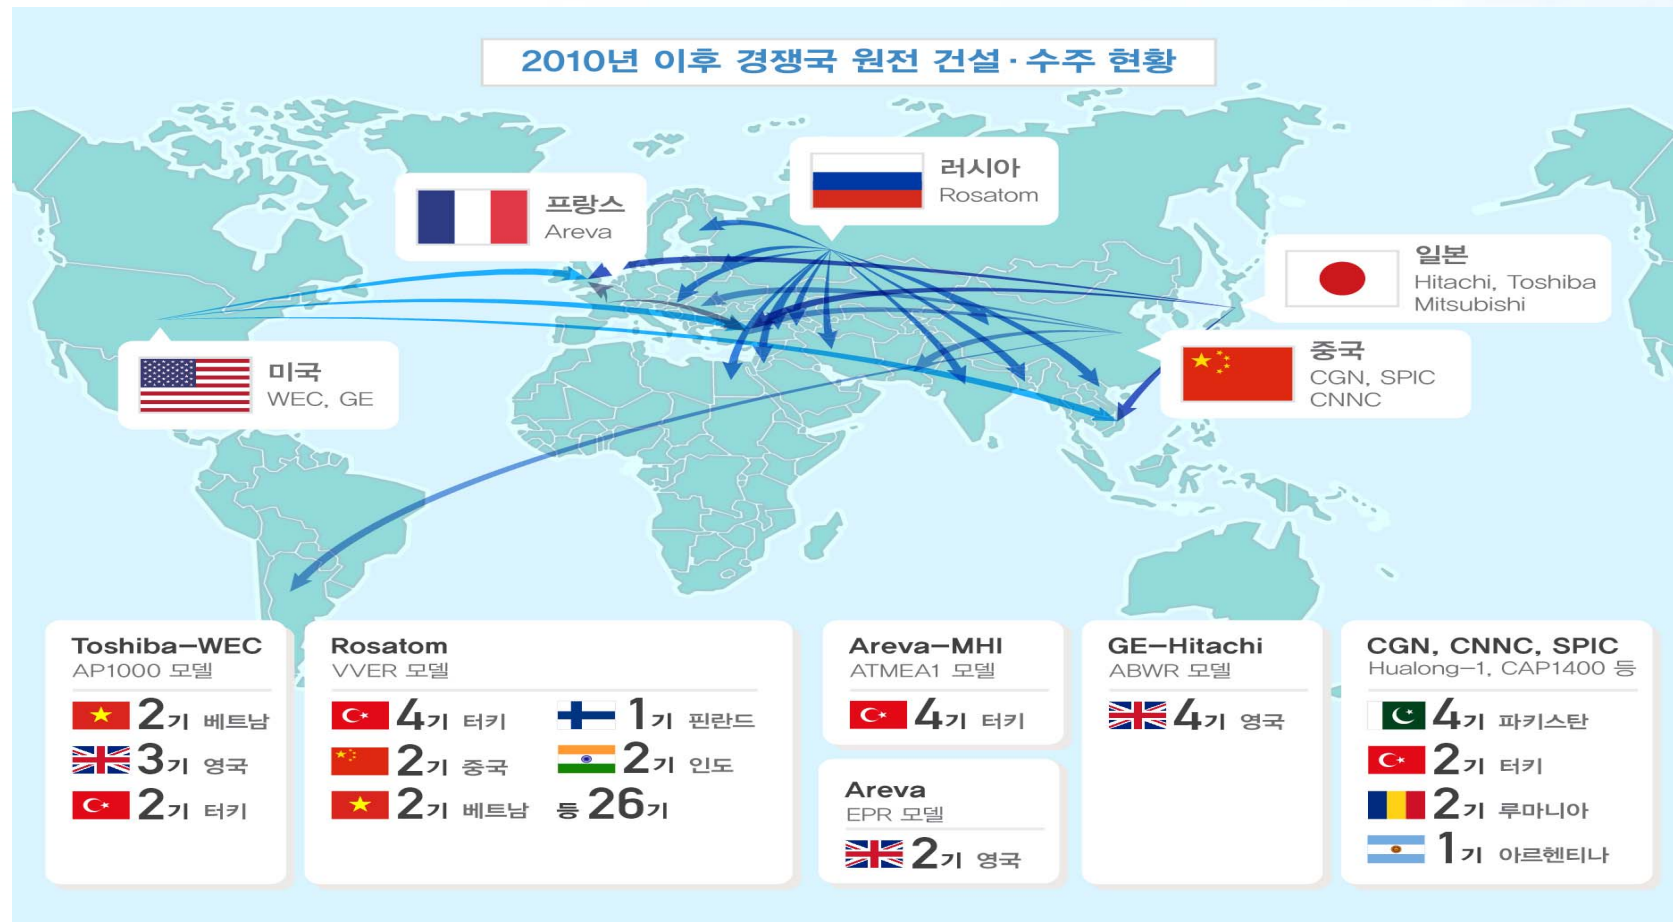 2010년 이후 경쟁국 원전 건설·수주 현황
프랑스
Areva
러시아
Rosatom
일본
Hitachi, Toshiba
Mitsubishi
미국
WEC, GE
중국
CGN, SPIC
CNNC
Toshiba-WEC
AP1000 모델
2기 베트남
3기 영국
2기 터키
Rosatom
VVER 모델
4기 터키
1기 핀란드
2기 중국
2기 인도
2기 베트남
등 26기
Areva-MHI
ATMEA1 모델
4기 터키
Areva
EPR 모델
2기 영국
GE-Hitachi
ABWR 모델
4기 영국
CGN, CNNC, SPIC
Hualong-1, CAP1400 등
4기 파키스탄
2기 터키
2기 루마니아
1기 아르헨티나